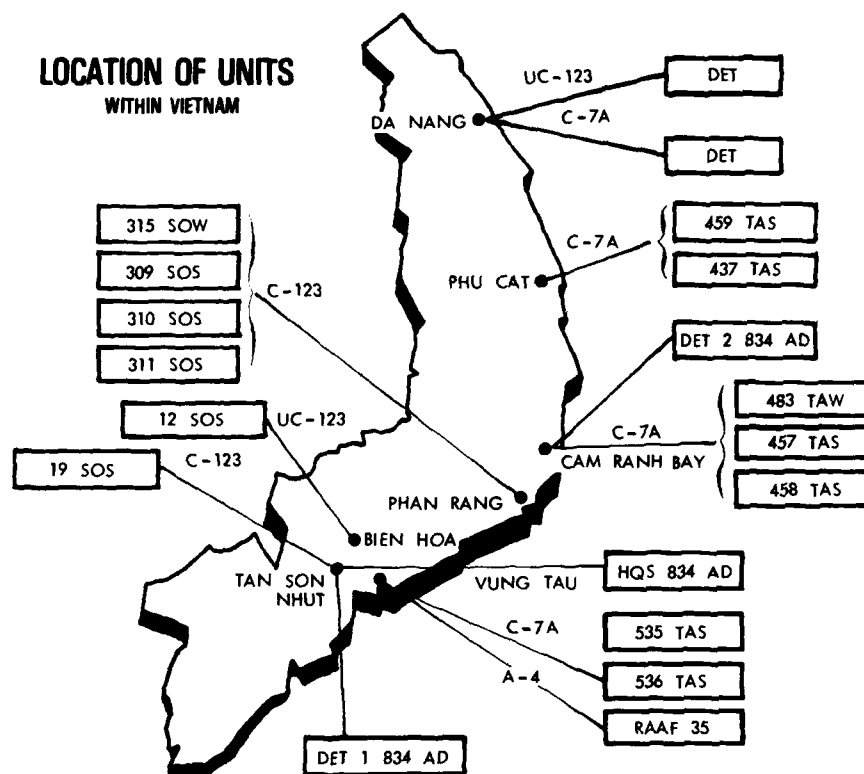 LOCATION OF UNITS
WITHIN VIETNAM
UC-123
DET
DA NANG
C-7A
DET
315 SOW
309 SOS
310 SOS
311 SOS
C-123
459 TAS
C-7A
437 TAS
PHU CAT
DET 2 834 AD
12 SOS
UC-123
483 TAW
C-7A
457 TAS
CAM RANH BAY
458 TAS
19 SOS
C-123
PHAN RANG
BIEN HOA
TAN SON
NHUT
VUNG TAU
HQS 834 AD
C-7A
535 TAS
536 TAS
A-4
RAAF 35
DET 1 834 AD